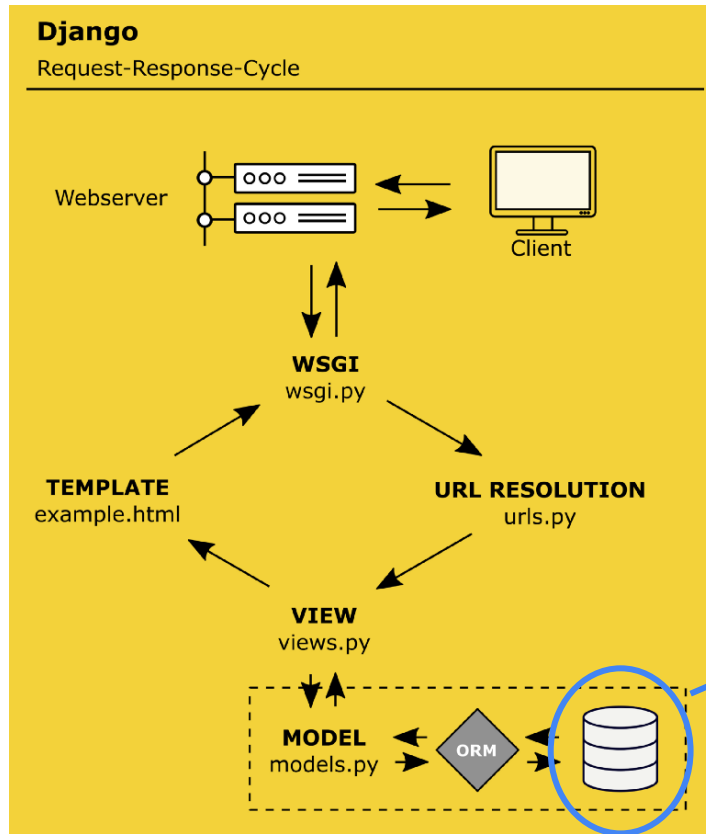 Django
Request-Response-Cycle
Webserver
Client
WSGI
wsgi.py
TEMPLATE
example.html
URL RESOLUTION
urls.py
VIEW
views.py
MODEL
models.py
ORM